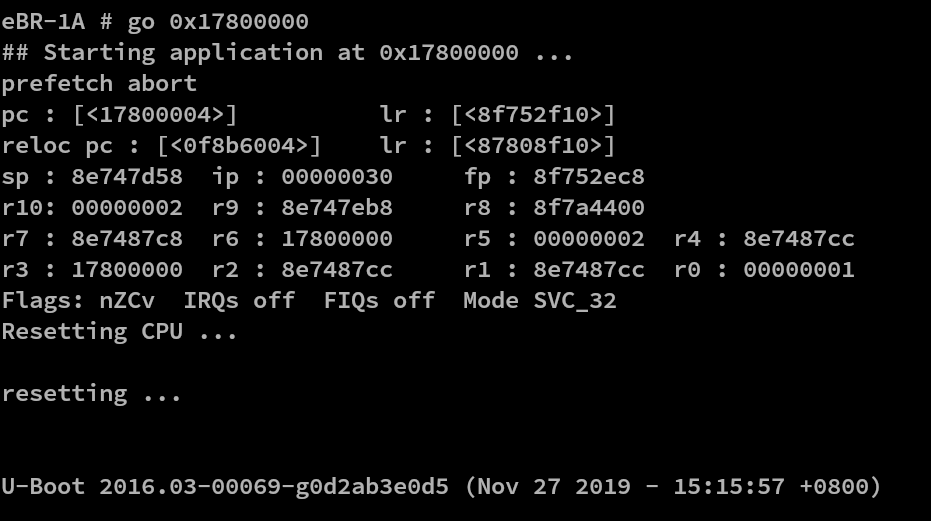 eBR-1A # go 0x17800000
## Starting application at 0x17800000 ...
prefetch abort
pc : [<17800004>]          lr : [<8f752f10>]
reloc pc : [<0f8b6004>]    lr : [<87808f10>]
sp : 8e747d58  ip : 00000030     fp : 8f752ec8
r10: 00000002  r9 : 8e747eb8     r8 : 8f7a4400
r7 : 8e7487c8  r6 : 17800000     r5 : 00000002  r4 : 8e7487cc
r3 : 17800000  r2 : 8e7487cc     r1 : 8e7487cc  r0 : 00000001
Flags: nZCv  IRQs off  FIQs off  Mode SVC_32
Resetting CPU ...
resetting ...
U-Boot 2016.03-00069-g0d2ab3e0d5 (Nov 27 2019 - 15:15:57 +0800)